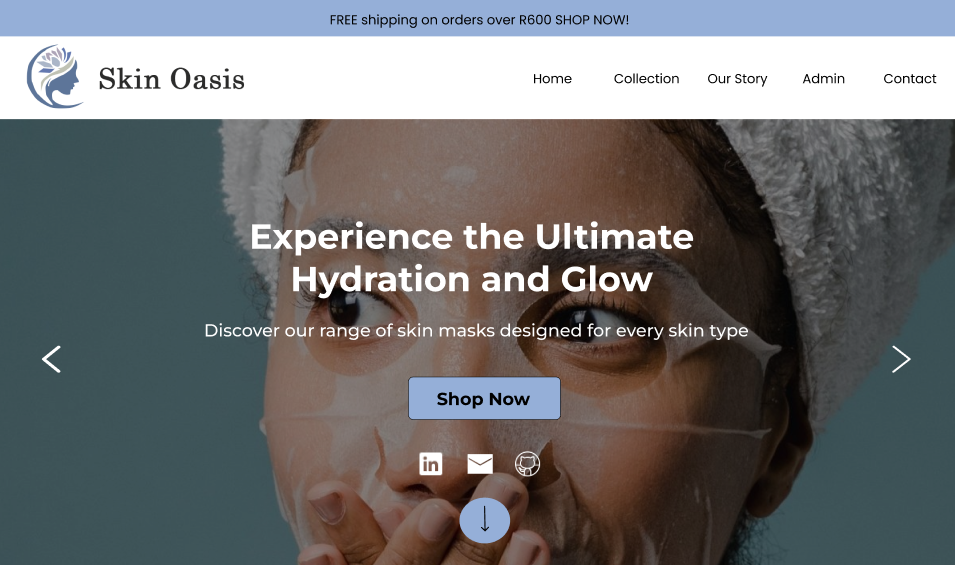 FREE shipping on orders over R600 SHOP NOW!
Skin Oasis
Home Collection Our Story Admin Contact
Experience the Ultimate
Hydration and Glow
Discover our range of skin masks designed for every skin type
Shop Now
in